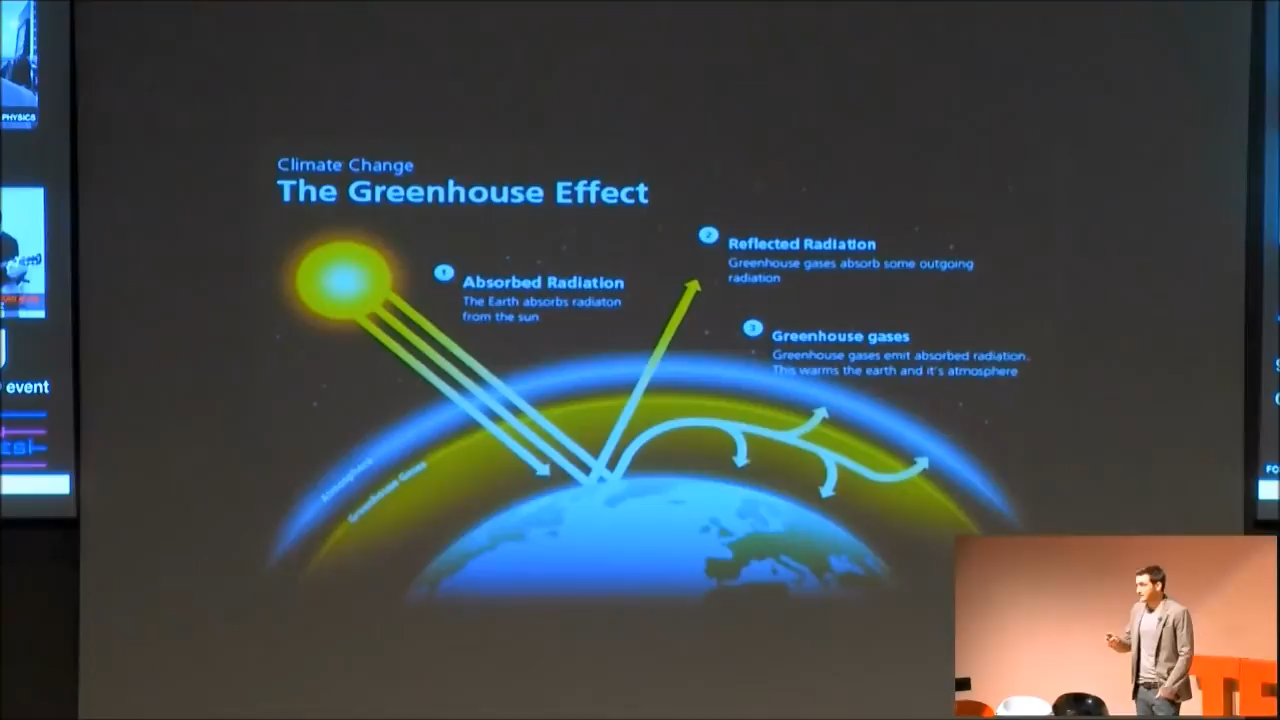 PHYSICS
event
Climate Change
The Greenhouse Effect
1
Absorbed Radiation
The Earth absorbs radiaton
from the sun.
2
Reflected Radiation
Greenhouse gases absorb some outgoing
radiation
3
Greenhouse gases
Greenhouse gases emit absorbed radiation.
This warms the earth and it's atmosphere
Atmosphere
Greenhouse Gases
FO
TE